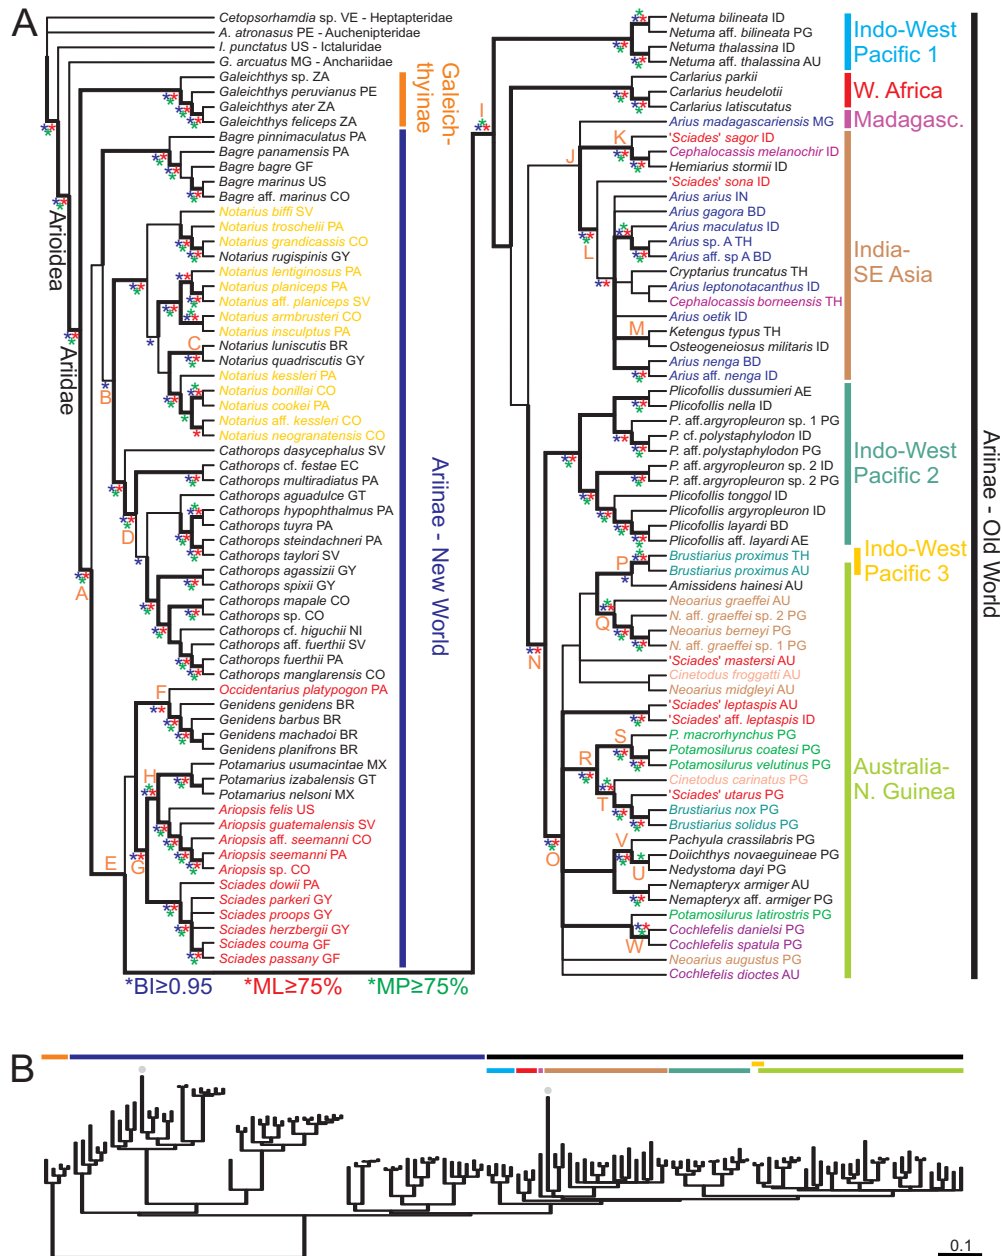 A
Cetopsorhamdia sp. VE - Heptapteridae
A. atronasus PE - Auchenipteridae
I. punctatus US - Ictaluridae
G. arcuatus MG - Anchariidae
Galeichthys sp. ZA
Galeichthys peruvianus PE
Galeichthys ater ZA
Galeichthys feliceps ZA
Bagre pinnimaculatus PA
Bagre panamensis PA
Bagre bagre GF
Bagre marinus US
Bagre aff. marinus CO
Notarius biffi SV
Notarius troschelii PA
Notarius grandicassis CO
Notarius rugispinis GY
Notarius lentiginosus PA
Notarius planiceps PA
Notarius aff. planiceps SV
Notarius armbrusteri CO
Notarius insculptus PA
Notarius luniscutis BR
Notarius quadriscutis GY
Notarius kessleri PA
Notarius bonillai CO
Notarius cookei PA
Notarius aff. kessleri CO
Notarius neogranatensis CO
Cathorops dasycephalus SV
Cathorops cf. festae EC
Cathorops multiradiatus PA
Cathorops aguadulce GT
Cathorops hypophthalmus PA
Cathorops tuyra PA
Cathorops steindachneri PA
Cathorops taylori SV
Cathorops agassizii GY
Cathorops spixii GY
Cathorops mapale CO
Cathorops sp. CO
Cathorops cf. higuchii NI
Cathorops aff. fuerthii SV
Cathorops fuerthii PA
Cathorops manglarensis CO
Occidentarius platypogon PA
Genidens genidens BR
Genidens barbus BR
Genidens machadoi BR
Genidens planifrons BR
Potamarius usumacintae MX
Potamarius izabalensis GT
Potamarius nelsoni MX
Ariopsis felis US
Ariopsis guatemalensis SV
Ariopsis aff. seemanni CO
Ariopsis seemanni PA
Ariopsis sp. CO
Sciades dowii PA
Sciades parkeri GY
Sciades proops GY
Sciades herzbergii GY
Sciades couma GF
Sciades passany GF
Arioidea
Ariidae
A
B
C
D
E
F
G
H
Galeich-
thyinae
Ariinae - New World
*BI≥0.95 *ML≥75% *MP≥75%
I
Netuma bilineata ID
Netuma aff. bilineata PG
Netuma thalassina ID
Netuma aff. thalassina AU
Carlarius parkii
Carlarius heudelotii
Carlarius latiscutatus
Arius madagascariensis MG
'Sciades' sagor ID
Cephalocassis melanochir ID
Hemiarius stormii ID
'Sciades' sona ID
Arius arius IN
Arius gagora BD
Arius maculatus ID
Arius sp. A TH
Arius aff. sp A BD
Cryptarius truncatus TH
Arius leptonotacanthus ID
Cephalocassis borneensis TH
Arius oetik ID
Ketengus typus TH
Osteogeneiosus militaris ID
Arius nenga BD
Arius aff. nenga ID
Plicofollis dussumieri AE
Plicofollis nella ID
P. aff.argyropleuron sp. 1 PG
P. cf. polystaphylodon ID
P. aff. polystaphylodon PG
P. aff. argyropleuron sp. 2 ID
P. aff. argyropleuron sp. 2 PG
Plicofollis tonggol ID
Plicofollis argyropleuron ID
Plicofollis layardi BD
Plicofollis aff. layardi AE
Brustiarius proximus TH
Brustiarius proximus AU
Amissidens hainesi AU
Neoarius graeffei AU
N. aff. graeffei sp. 2 PG
Neoarius berneyi PG
N. aff. graeffei sp. 1 PG
'Sciades' mastersi AU
Cinetodus froggatti AU
Neoarius midgleyi AU
'Sciades' leptaspis AU
'Sciades' aff. leptaspis ID
P. macrorhynchus PG
Potamosilurus coatesi PG
Potamosilurus velutinus PG
Cinetodus carinatus PG
'Sciades' utarus PG
Brustiarius nox PG
Brustiarius solidus PG
Pachyula crassilabris PG
Doiichthys novaeguineae PG
Nedystoma dayi PG
Nemapteryx armiger AU
Nemapteryx aff. armiger PG
Potamosilurus latirostris PG
Cochlefelis danielsi PG
Cochlefelis spatula PG
Neoarius augustus PG
Cochlefelis dioctes AU
J
K
L
M
N
O
P
Q
R
S
T
U
V
W
Indo-West
Pacific 1
W. Africa
Madagasc.
India-
SE Asia
Indo-West
Pacific 2
Indo-West
Pacific 3
Australia-
N. Guinea
Ariinae - Old World
B
0.1